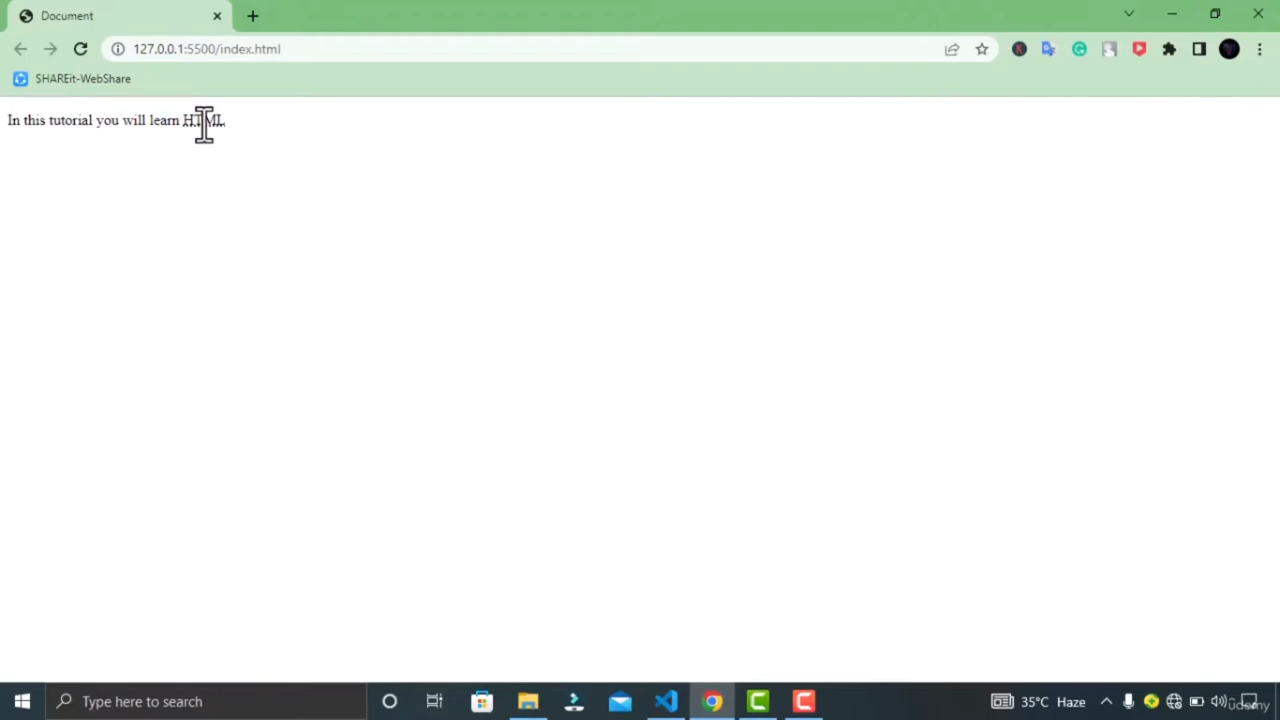 Document
127.0.0.1:5500/index.html
SHAREit-WebShare
In this tutorial you will learn HTML
Type here to search
35°C Haze
ûdemy